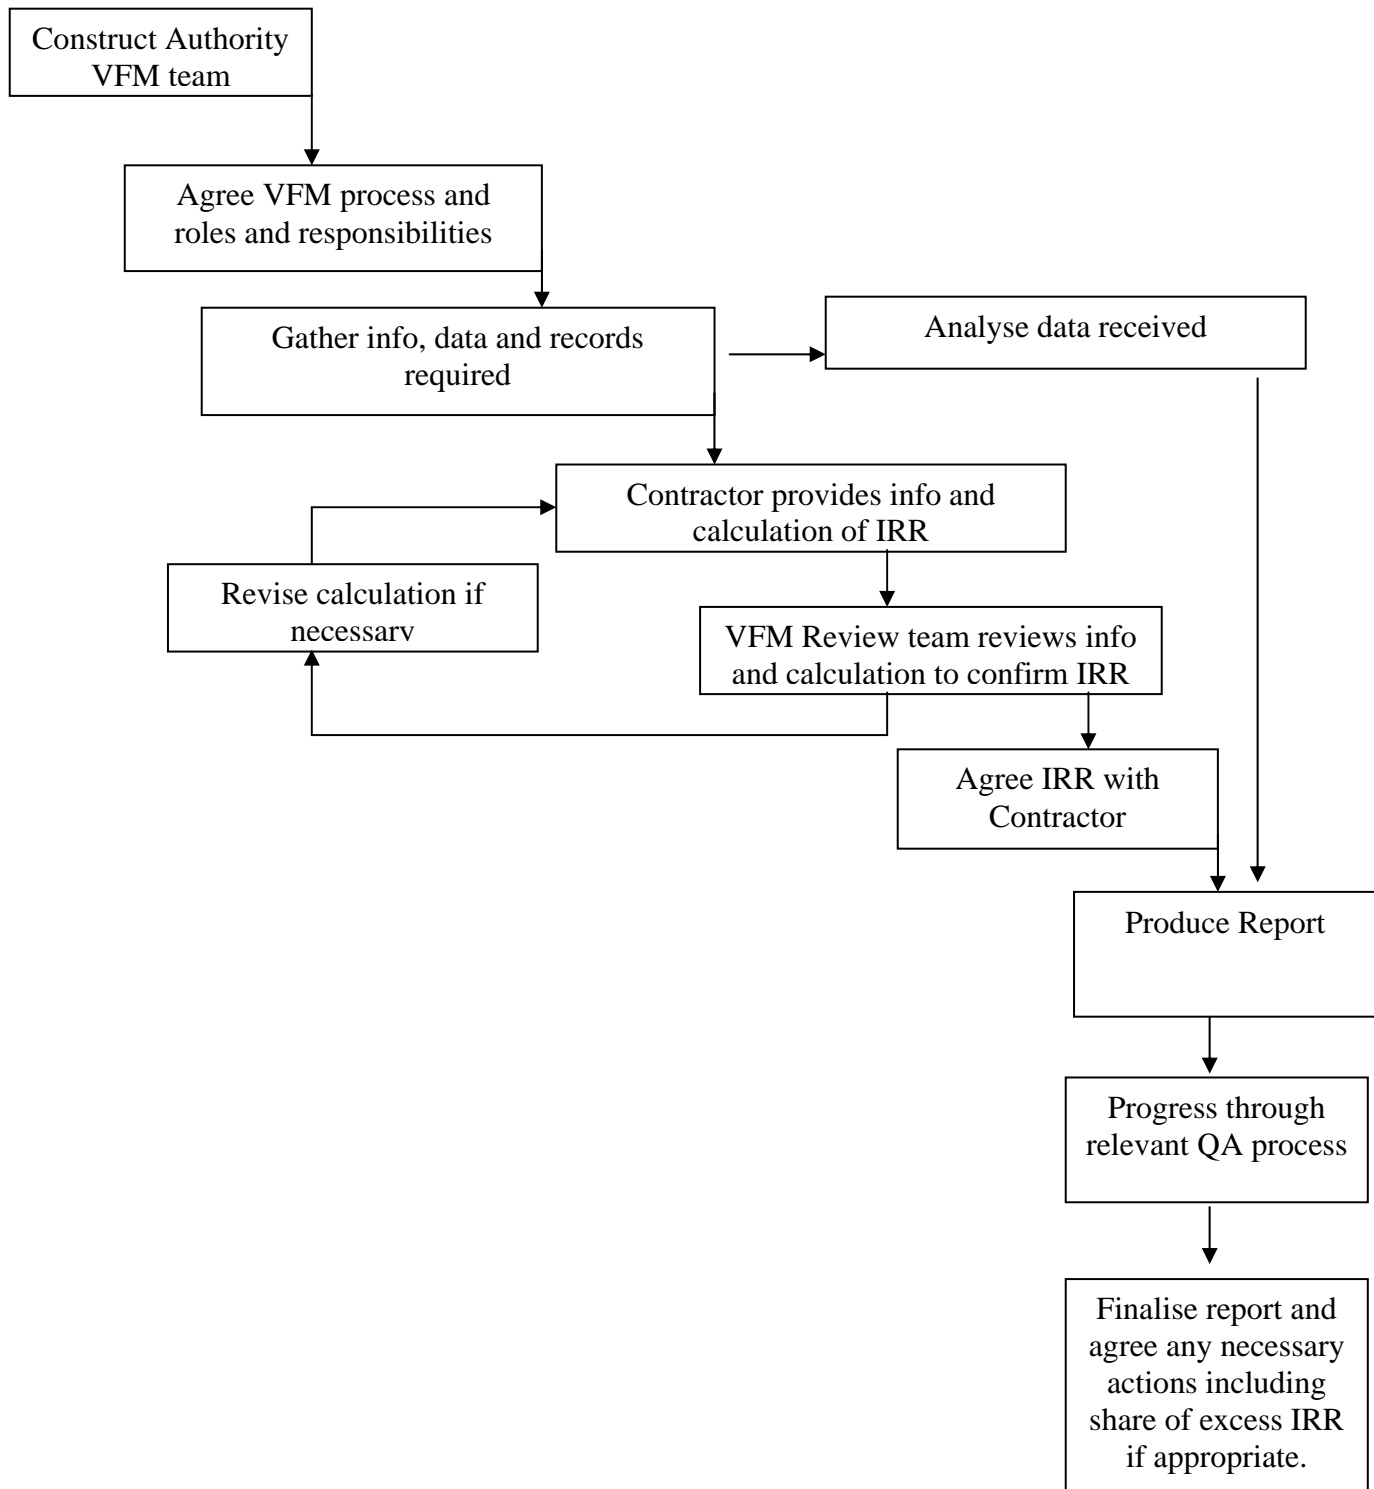 Construct Authority
VFM team
Agree VFM process and
roles and responsibilities
Gather info, data and records
required
Analyse data received
Contractor provides info and
calculation of IRR
Revise calculation if
necessary
VFM Review team reviews info
and calculation to confirm IRR
Agree IRR with
Contractor
Produce Report
Progress through
relevant QA process
Finalise report and
agree any necessary
actions including
share of excess IRR
if appropriate.